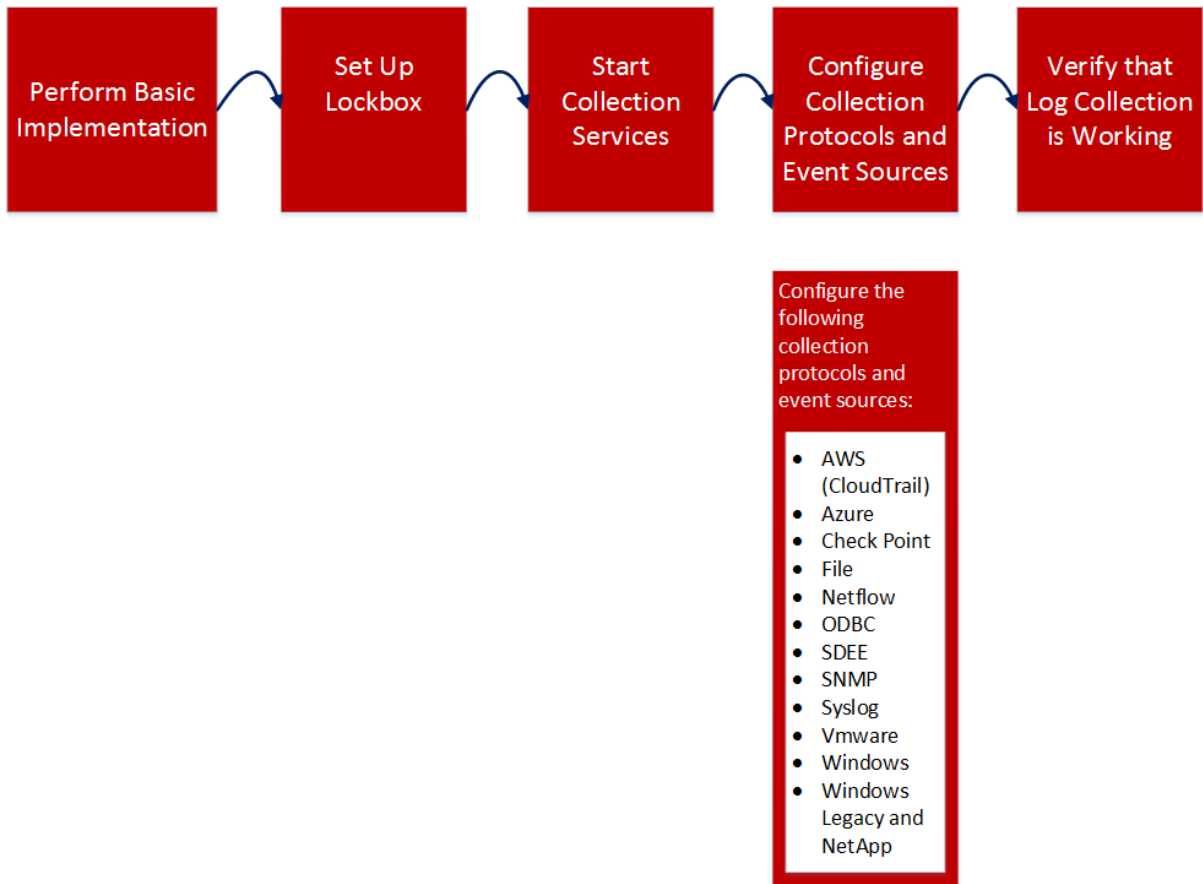 Perform Basic
Implementation
Set Up
Lockbox
Start
Collection
Services
Configure
Collection
Protocols and
Event Sources
Verify that
Log Collection
is Working
Configure the
following
collection
protocols and
event sources:
• AWS
(CloudTrail)
• Azure
• Check Point
• File
• Netflow
• ODBC
• SDEE
• SNMP
• Syslog
• Vmware
• Windows
• Windows
Legacy and
NetApp